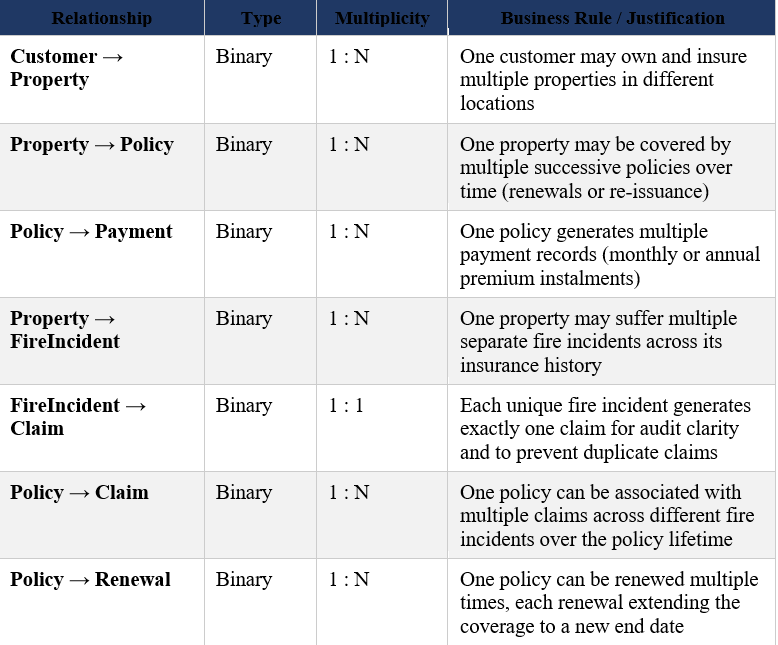 Relationship Type Multiplicity Business Rule / Justification
Customer → Binary 1 : N One customer may own and insure
Property multiple properties in different
locations
Property → Policy Binary 1 : N One property may be covered by
multiple successive policies over
time (renewals or re-issuance)
Policy → Payment Binary 1 : N One policy generates multiple
payment records (monthly or annual
premium instalments)
Property → Binary 1 : N One property may suffer multiple
FireIncident separate fire incidents across its
insurance history
FireIncident → Binary 1 : 1 Each unique fire incident generates
Claim exactly one claim for audit clarity
and to prevent duplicate claims
Policy → Claim Binary 1 : N One policy can be associated with
multiple claims across different fire
incidents over the policy lifetime
Policy → Renewal Binary 1 : N One policy can be renewed multiple
times, each renewal extending the
coverage to a new end date